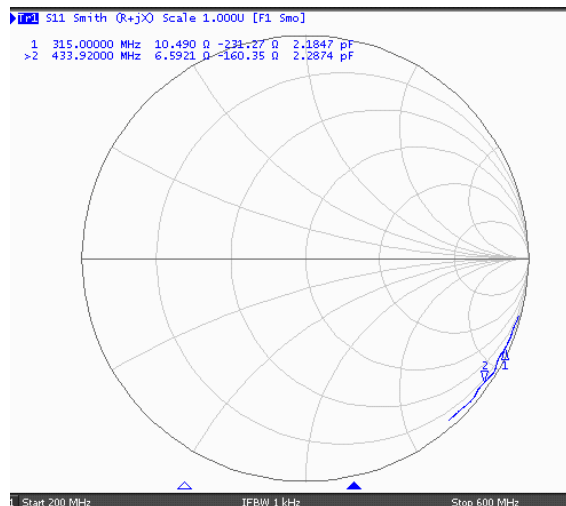 Tr1 S11 Smith (R+jX) Scale 1.000U [F1 Smo]
1 315.00000 MHz 10.490 Ω -231.27 Ω 2.1847 pF
>2 433.92000 MHz 6.5921 Ω -160.35 Ω 2.2874 pF
2
1
1 Start 200 MHz IFBW 1 kHz Stop 600 MHz